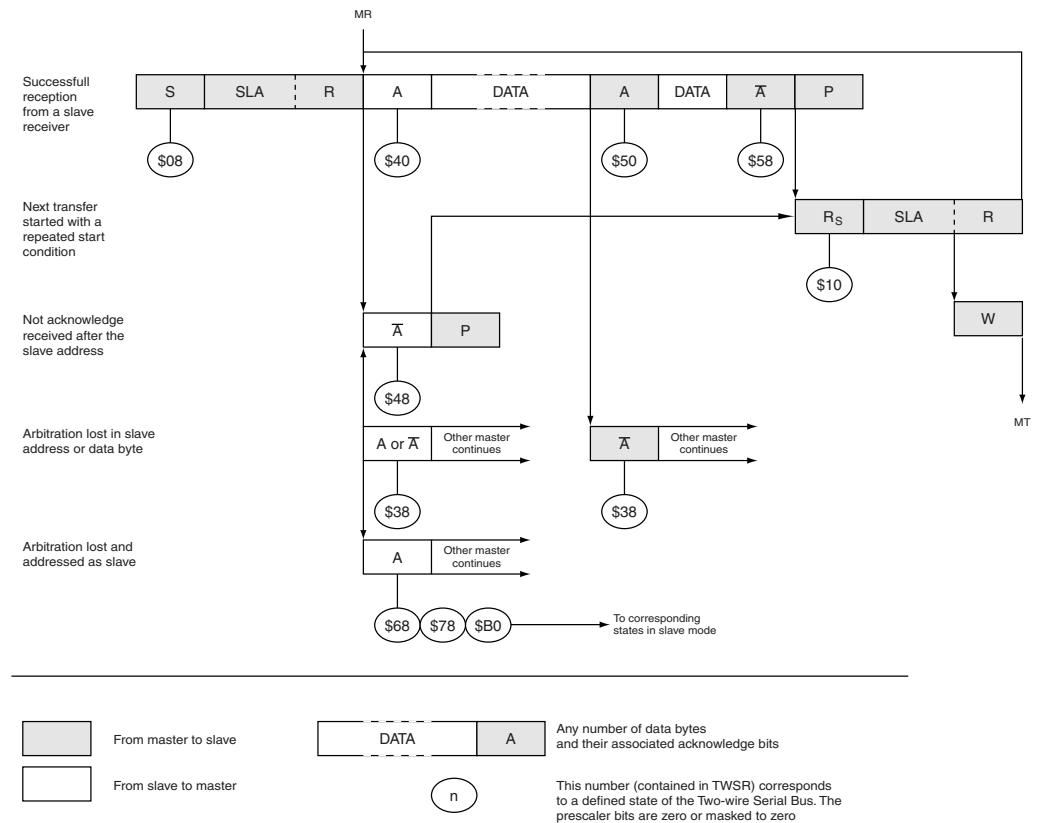 MR
Successfull
reception
from a slave
receiver
S SLA R A DATA A DATA A̅ P
$08 $40 $50 $58
Next transfer
started with a
repeated start
condition
RS SLA R
$10
Not acknowledge
received after the
slave address
A̅ P
W
$48
MT
Arbitration lost in slave
address or data byte
A or A̅
Other master
continues
A̅
Other master
continues
$38 $38
Arbitration lost and
addressed as slave
A
Other master
continues
$68 $78 $B0
To corresponding
states in slave mode
From master to slave
DATA A
Any number of data bytes
and their associated acknowledge bits
From slave to master
n
This number (contained in TWSR) corresponds
to a defined state of the Two-wire Serial Bus. The
prescaler bits are zero or masked to zero